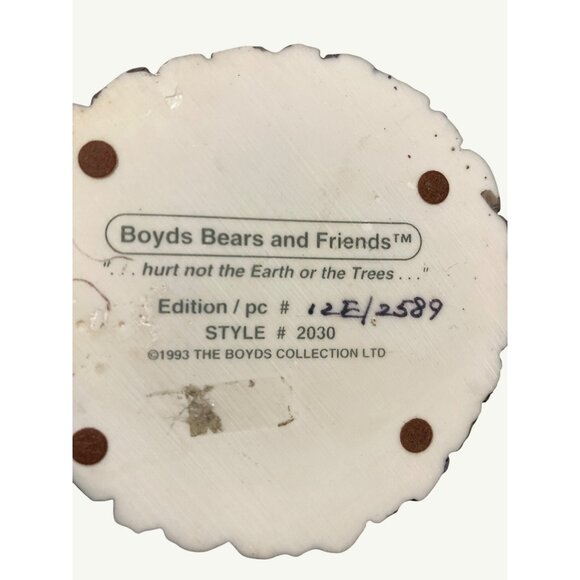 Boyds Bears and Friends™
". . . hurt not the Earth or the Trees . . ."
Edition / pc # 12E/2589
STYLE # 2030
©1993 THE BOYDS COLLECTION LTD